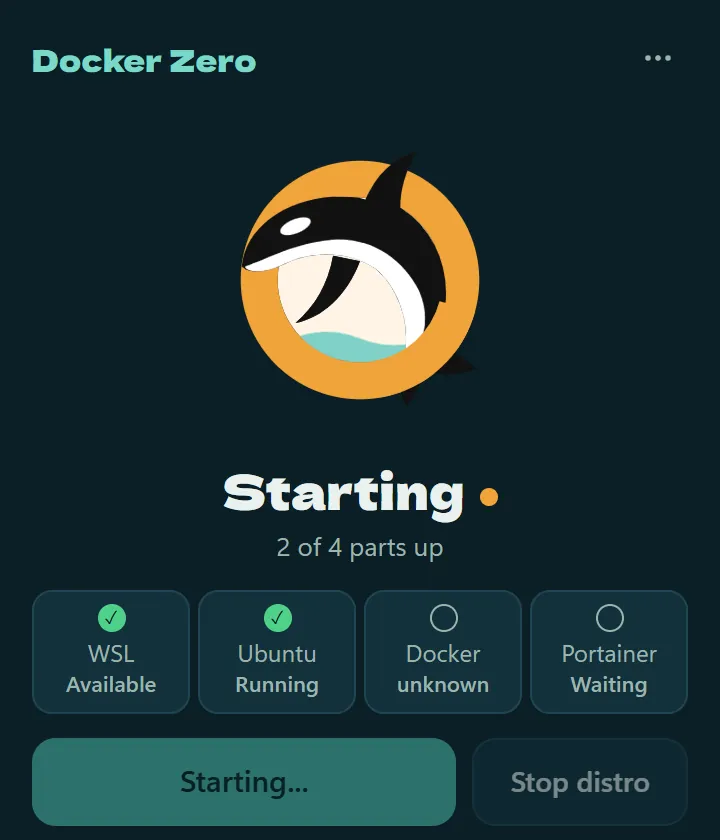 Docker Zero
Starting
2 of 4 parts up
WSL
Available
Ubuntu
Running
Docker
unknown
Portainer
Waiting
Starting...
Stop distro